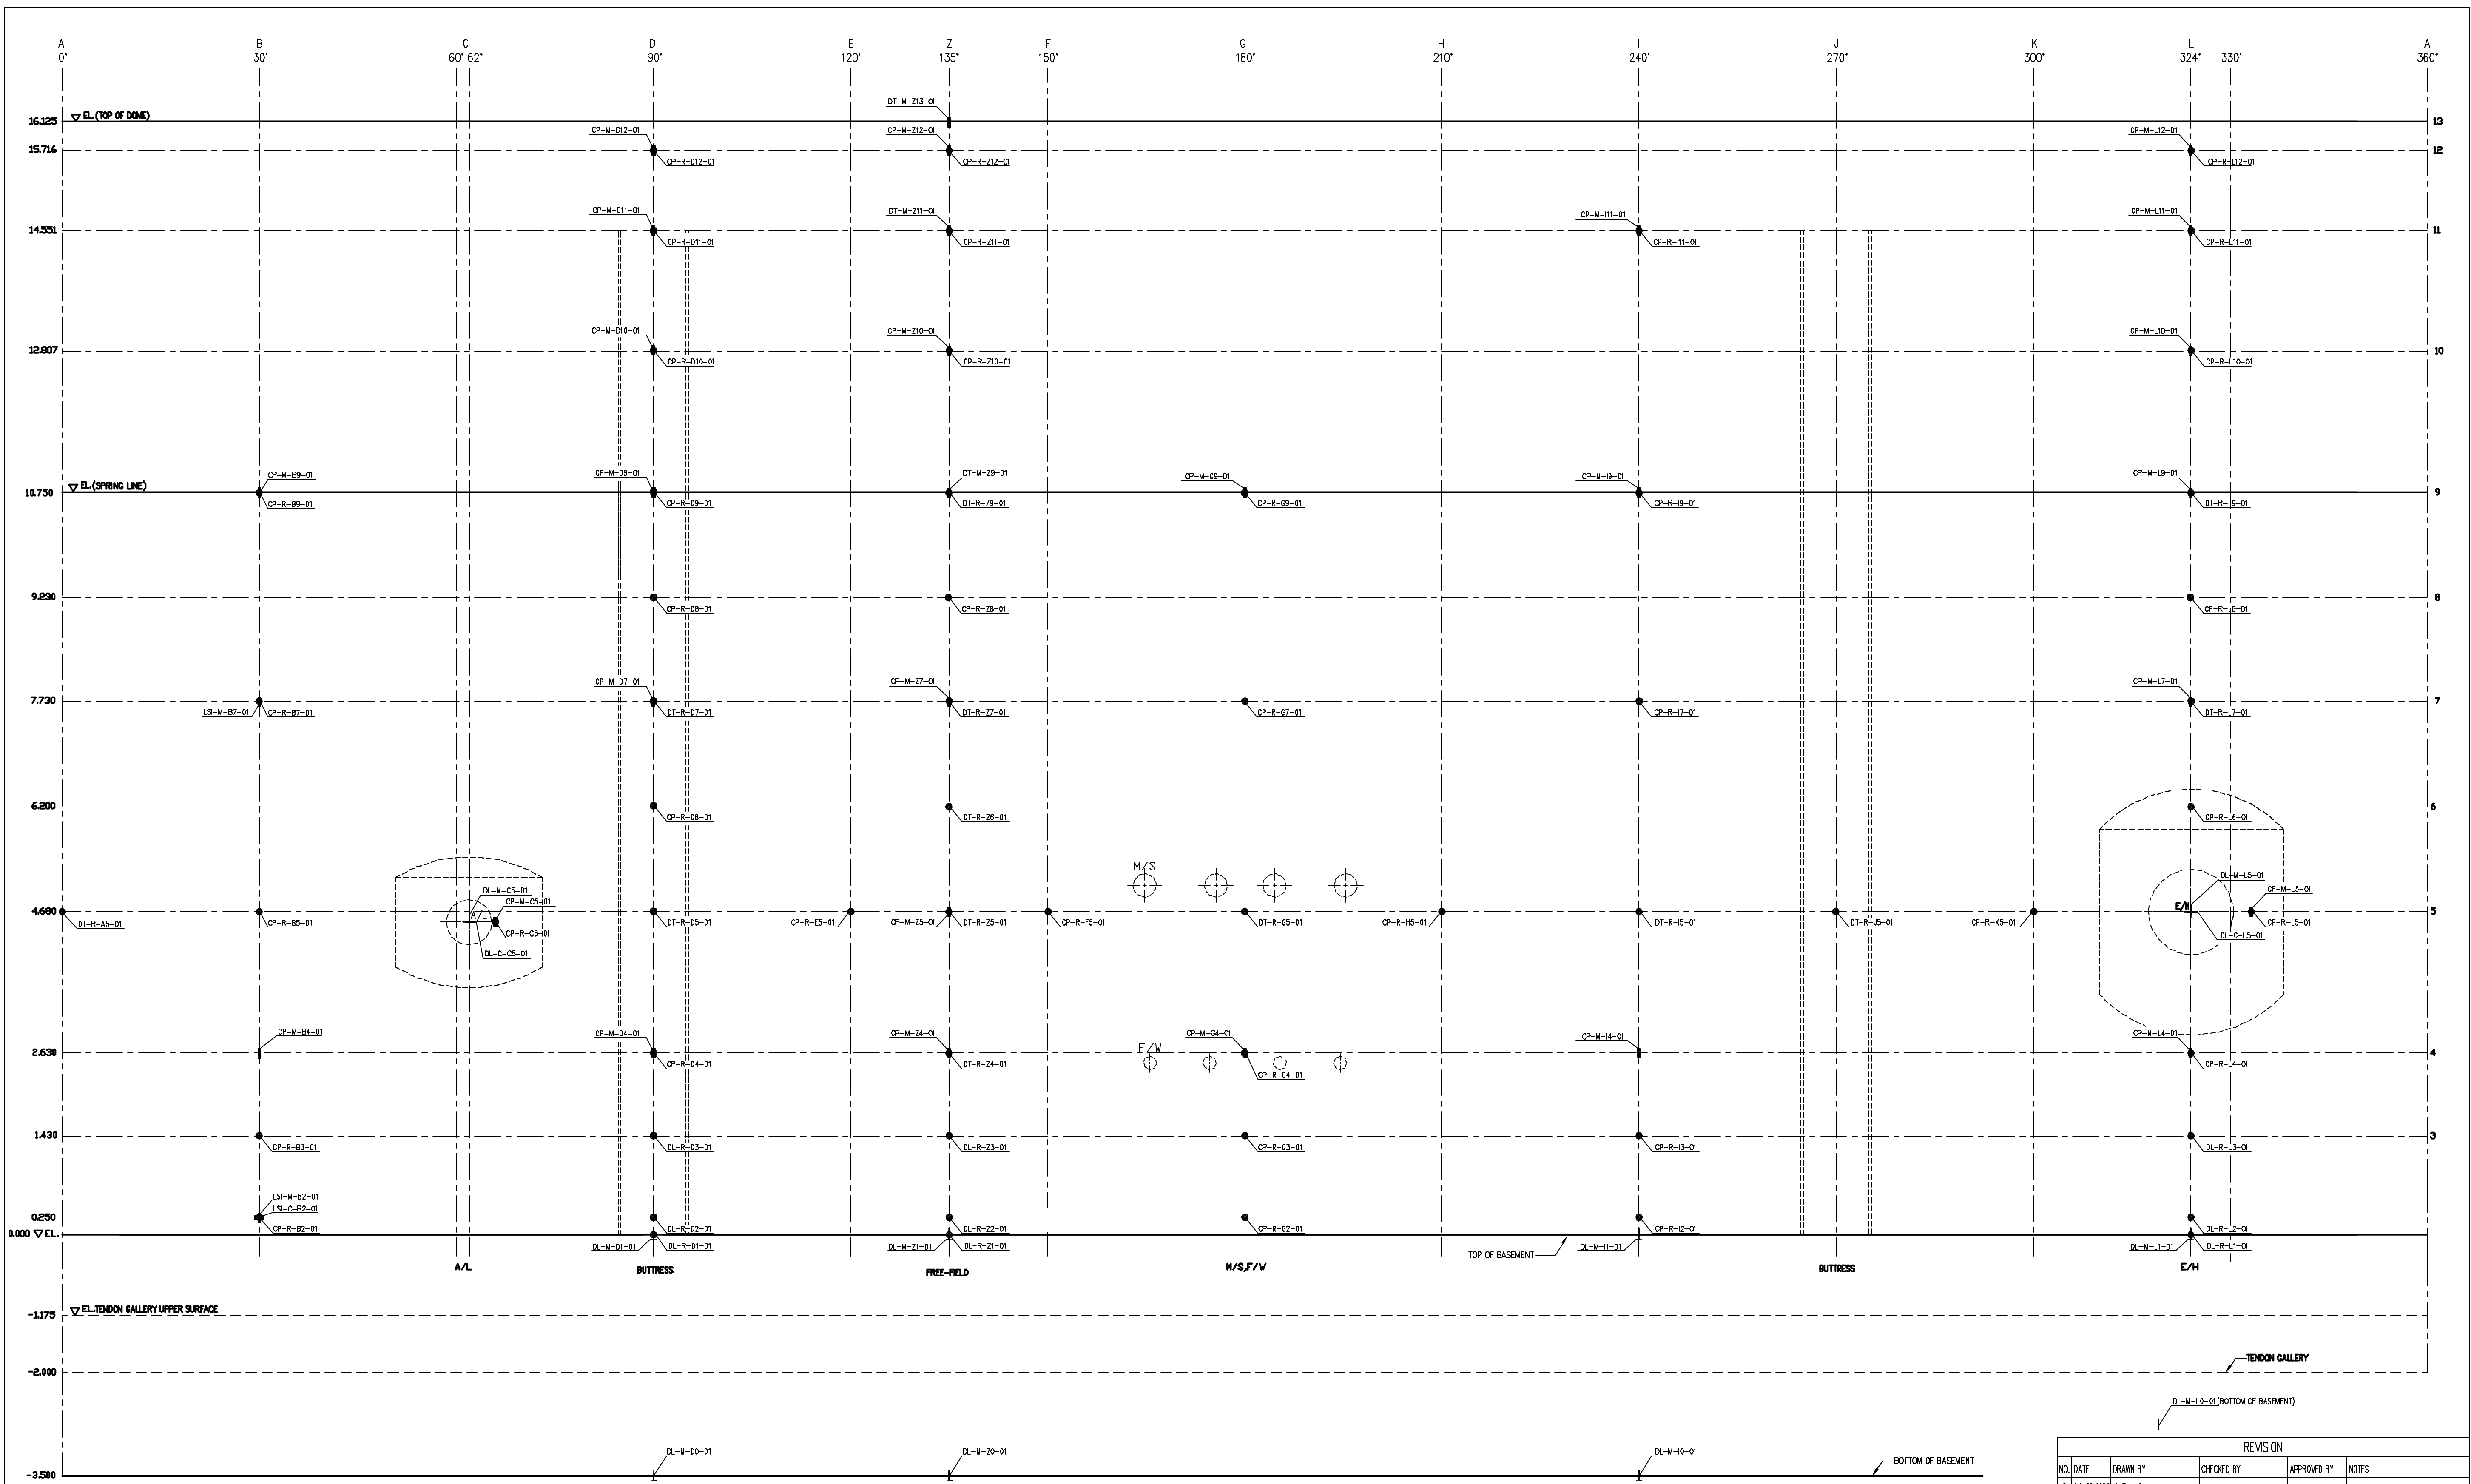 A B C D E Z F G H I J K L A
0° 30° 60° 62° 90° 120° 135° 150° 180° 210° 240° 270° 300° 324° 330° 360°
DT-M-Z13-01
16.125 EL.(TOP OF DOME) 13
CP-M-D12-01 CP-M-Z12-01 CP-M-L12-01
15.716 12
CP-R-D12-01 CP-R-Z12-01 CP-R-L12-01
CP-M-D11-01 DT-M-Z11-01 CP-M-I11-01 CP-M-L11-01
14.551 11
CP-R-D11-01 CP-R-Z11-01 CP-R-I11-01 CP-R-L11-01
CP-M-D10-01 CP-M-Z10-01 CP-M-L10-01
12.807 10
CP-R-D10-01 CP-R-Z10-01 CP-R-L10-01
CP-M-B9-01 CP-M-D9-01 DT-M-Z9-01 CP-M-G9-01 CP-M-I9-01 CP-M-L9-01
10.750 EL.(SPRING LINE) 9
CP-R-B9-01 CP-R-D9-01 DT-R-Z9-01 CP-R-G9-01 CP-R-I9-01 DT-R-L9-01
9.230 8
CP-R-D8-01 CP-R-Z8-01 CP-R-L8-01
CP-M-D7-01 CP-M-Z7-01 CP-M-L7-01
7.730 7
LSI-M-B7-01 CP-R-B7-01 DT-R-D7-01 DT-R-Z7-01 CP-R-G7-01 CP-R-I7-01 DT-R-L7-01
6.200 6
CP-R-D6-01 DT-R-Z6-01 CP-R-L6-01
M/S
DL-M-C5-01 DL-M-L5-01
CP-M-C5-01 CP-M-L5-01
4.680 A/L E/H 5
DT-R-A5-01 CP-R-B5-01 CP-R-C5-01 DT-R-D5-01 CP-R-E5-01 CP-M-Z5-01 DT-R-Z5-01 CP-R-F5-01 DT-R-G5-01 CP-R-H5-01 DT-R-I5-01 DT-R-J5-01 CP-R-K5-01 CP-R-L5-01
DL-C-C5-01 DL-C-L5-01
CP-M-B4-01 CP-M-D4-01 CP-M-Z4-01 CP-M-G4-01 CP-M-I4-01 CP-M-L4-01
2.630 F/W 4
CP-R-D4-01 DT-R-Z4-01 CP-R-G4-01 CP-R-L4-01
1.430 3
CP-R-B3-01 DL-R-D3-01 DL-R-Z3-01 CP-R-G3-01 CP-R-I3-01 DL-R-L3-01
LSI-M-B2-01
LSI-C-B2-01
0.250
CP-R-B2-01 DL-R-D2-01 DL-R-Z2-01 CP-R-G2-01 CP-R-I2-01 DL-R-L2-01
0.000 EL.
DL-M-D1-01 DL-R-D1-01 DL-M-Z1-01 DL-R-Z1-01 TOP OF BASEMENT DL-M-I1-01 DL-M-L1-01 DL-R-L1-01
A/L BUTTRESS FREE-FIELD M/S,F/W BUTTRESS E/H
-1.175 EL.TENDON GALLERY UPPER SURFACE
TENDON GALLERY
-2.000
DL-M-L0-01(BOTTOM OF BASEMENT)
DL-M-D0-01 DL-M-Z0-01 DL-M-I0-01
BOTTOM OF BASEMENT
-3.500
REVISION
NO. DATE DRAWN BY CHECKED BY APPROVED BY NOTES